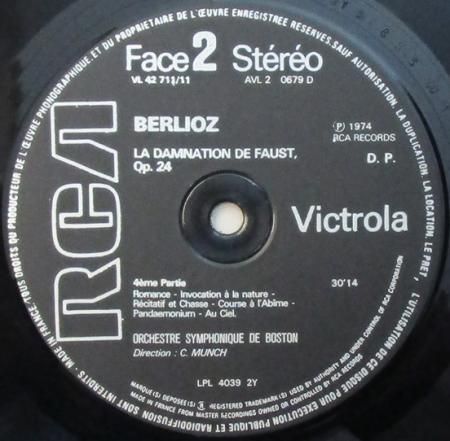 TOUS DROITS DU PRODUCTEUR DE L'ŒUVRE PHONOGRAPHIQUE. ET DU PROPRIETAIRE DE L'ŒUVRE ENREGISTREE RESERVES. SAUF AUTORISATION. LA DUPLICATION, LA LOCATION, LE PRET, L'UTILISATION DE CE DISQUE POUR EXECUTION PUBLIQUE ET RADIODIFFUSION SONT INTERDITS - MADE IN FRANCE.
Face 2 Stéréo
VL 42 711/11 AVL 2 0679 D
RCA
BERLIOZ
Ⓟ 1974
RCA RECORDS
LA DAMNATION DE FAUST,
Op. 24
D. P.
Victrola
4ème Partie
30'14
Romance - Invocation à la nature -
Récitatif et Chasse - Course à l'Abîme -
Pandaemonium - Au Ciel.
ORCHESTRE SYMPHONIQUE DE BOSTON
Direction : C. MUNCH
LPL 4039 2Y
MARQUE(S) DEPOSEE(S) ® REGISTERED TRADEMARK(S) USED BY AUTHORITY AND UNDER CONTROL OF RCA CORPORATION
MADE IN FRANCE FROM MASTER RECORDINGS OWNED OR CONTROLLED BY RCA RECORDS